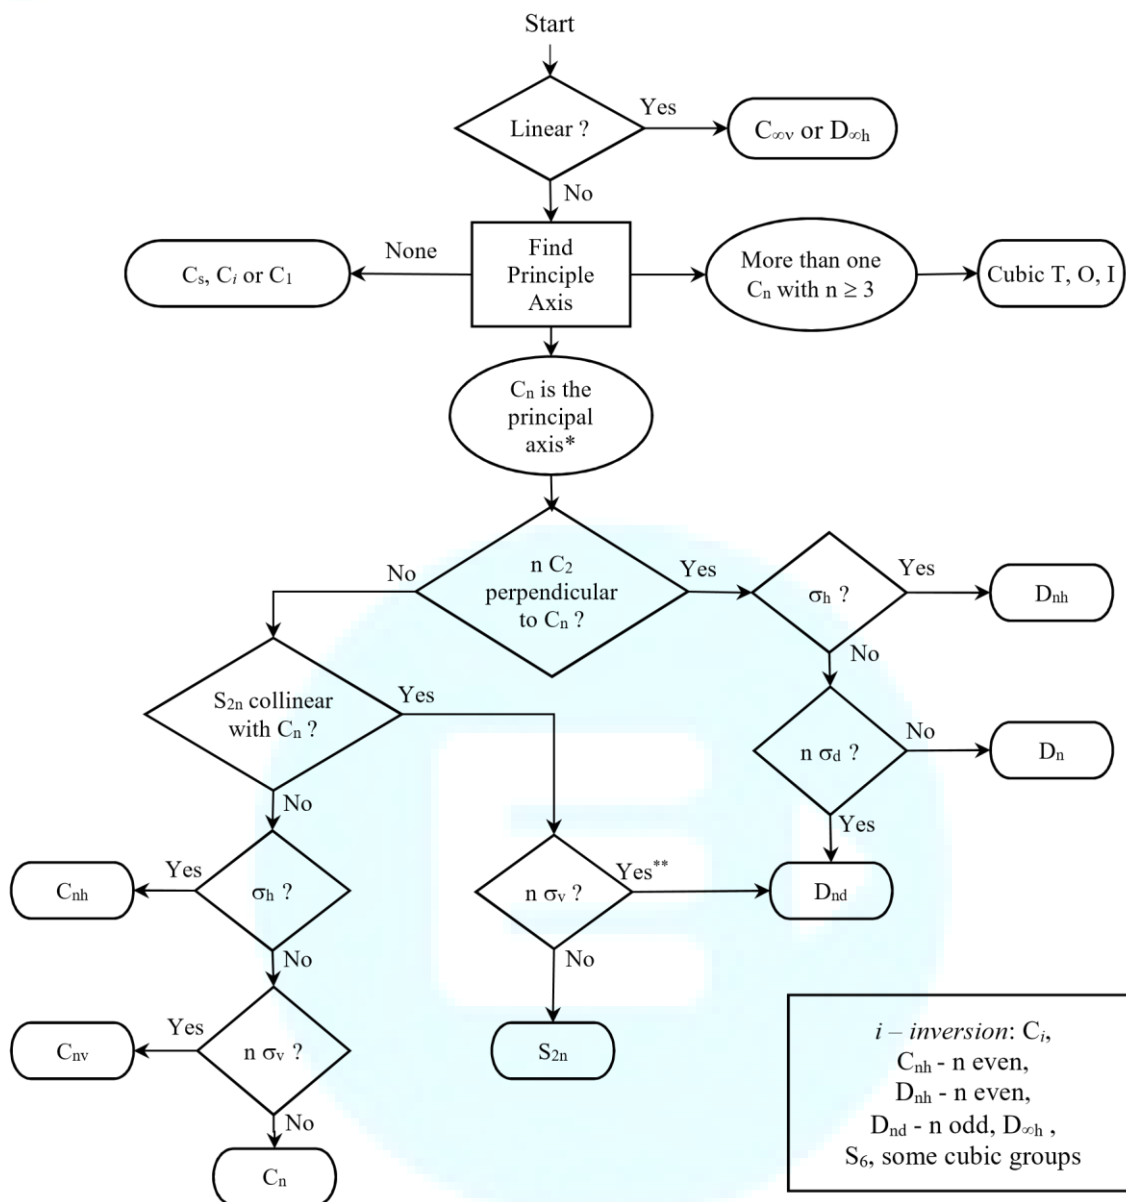 Start
Linear ?
Yes
C∞v or D∞h
No
Find
Principle
Axis
None
Cs, Ci or C1
More than one
Cn with n ≥ 3
Cubic T, O, I
Cn is the
principal
axis*
n C2
perpendicular
to Cn ?
No
Yes
σh ?
Yes
Dnh
No
n σd ?
No
Dn
Yes
Dnd
S2n collinear
with Cn ?
Yes
n σv ?
Yes**
No
S2n
No
σh ?
Yes
Cnh
No
n σv ?
Yes
Cnv
No
Cn
i – inversion: Ci,
Cnh - n even,
Dnh - n even,
Dnd - n odd, D∞h ,
S6, some cubic groups